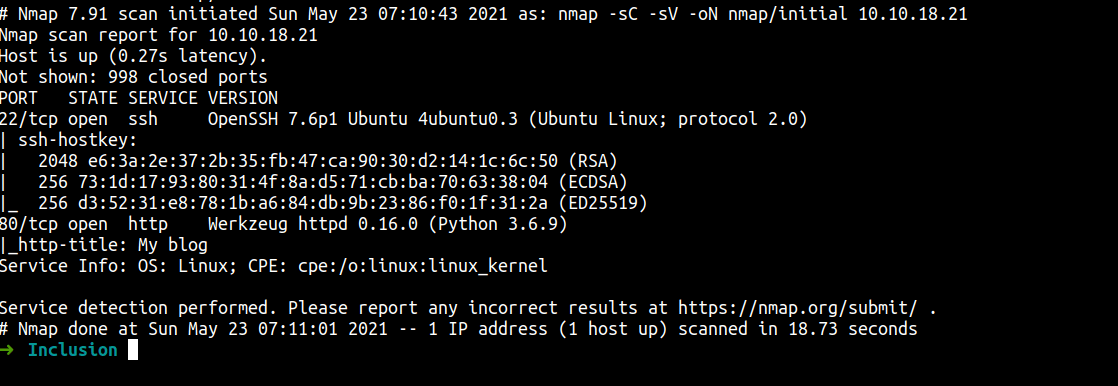 # Nmap 7.91 scan initiated Sun May 23 07:10:43 2021 as: nmap -sC -sV -oN nmap/initial 10.10.18.21
Nmap scan report for 10.10.18.21
Host is up (0.27s latency).
Not shown: 998 closed ports
PORT   STATE SERVICE VERSION
22/tcp open  ssh     OpenSSH 7.6p1 Ubuntu 4ubuntu0.3 (Ubuntu Linux; protocol 2.0)
| ssh-hostkey:
|   2048 e6:3a:2e:37:2b:35:fb:47:ca:90:30:d2:14:1c:6c:50 (RSA)
|   256 73:1d:17:93:80:31:4f:8a:d5:71:cb:ba:70:63:38:04 (ECDSA)
|_  256 d3:52:31:e8:78:1b:a6:84:db:9b:23:86:f0:1f:31:2a (ED25519)
80/tcp open  http    Werkzeug httpd 0.16.0 (Python 3.6.9)
|_http-title: My blog
Service Info: OS: Linux; CPE: cpe:/o:linux:linux_kernel

Service detection performed. Please report any incorrect results at https://nmap.org/submit/ .
# Nmap done at Sun May 23 07:11:01 2021 -- 1 IP address (1 host up) scanned in 18.73 seconds
→ Inclusion